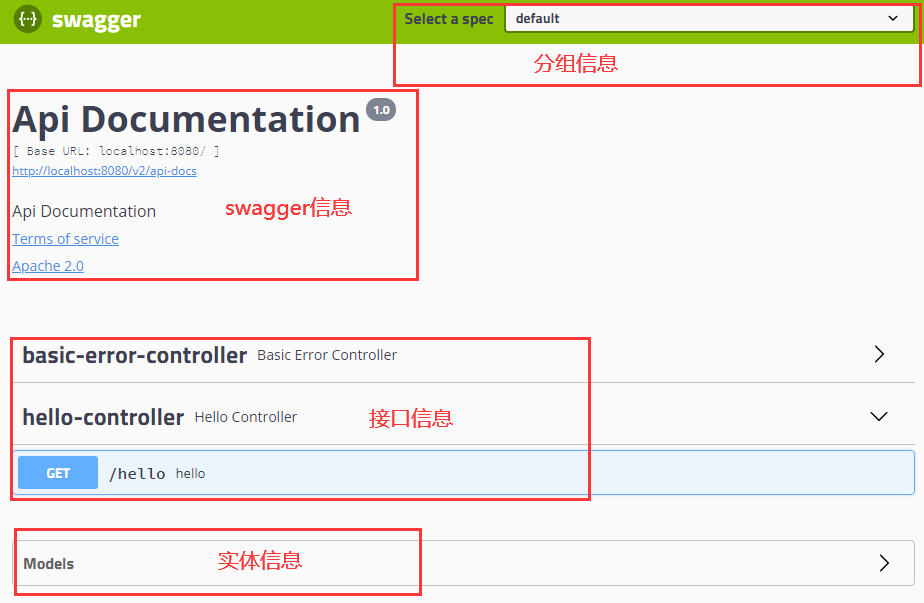 {··} swagger
Select a spec default
分组信息
Api Documentation 1.0
[ Base URL: localhost:8080/ ]
http://localhost:8080/v2/api-docs
swagger信息
Api Documentation
Terms of service
Apache 2.0
basic-error-controller Basic Error Controller
hello-controller Hello Controller
接口信息
GET /hello hello
Models
实体信息